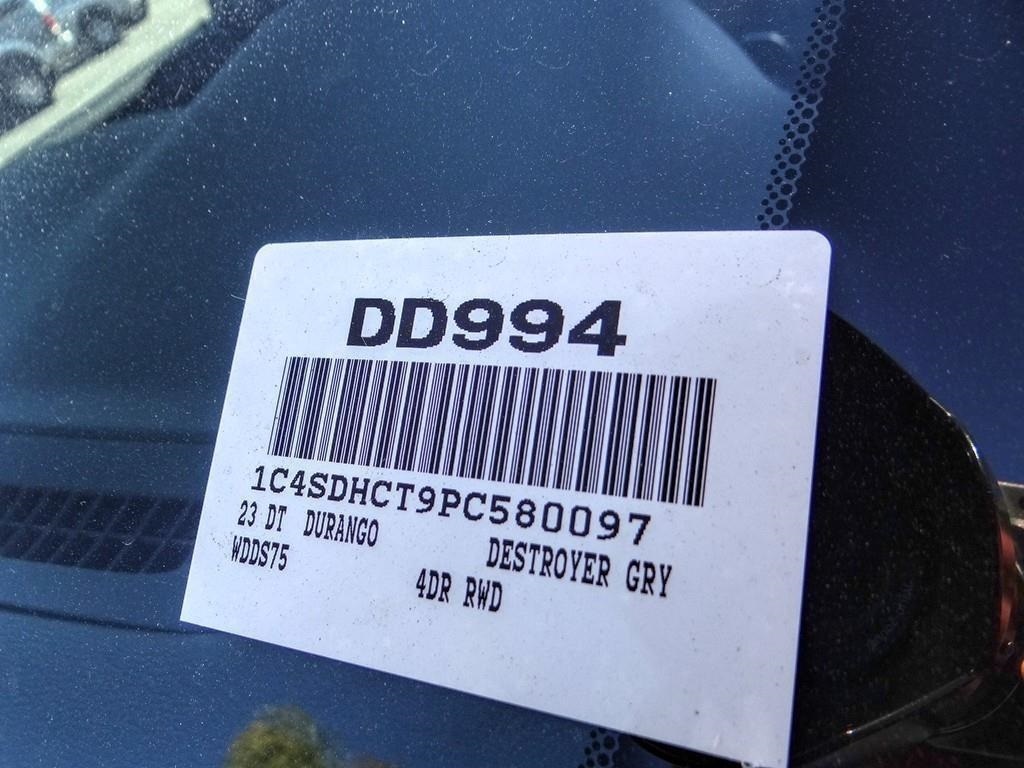 DD994
1C4SDHCT9PC580097
23 DT DURANGO DESTROYER GRY
WDDS75 4DR RWD